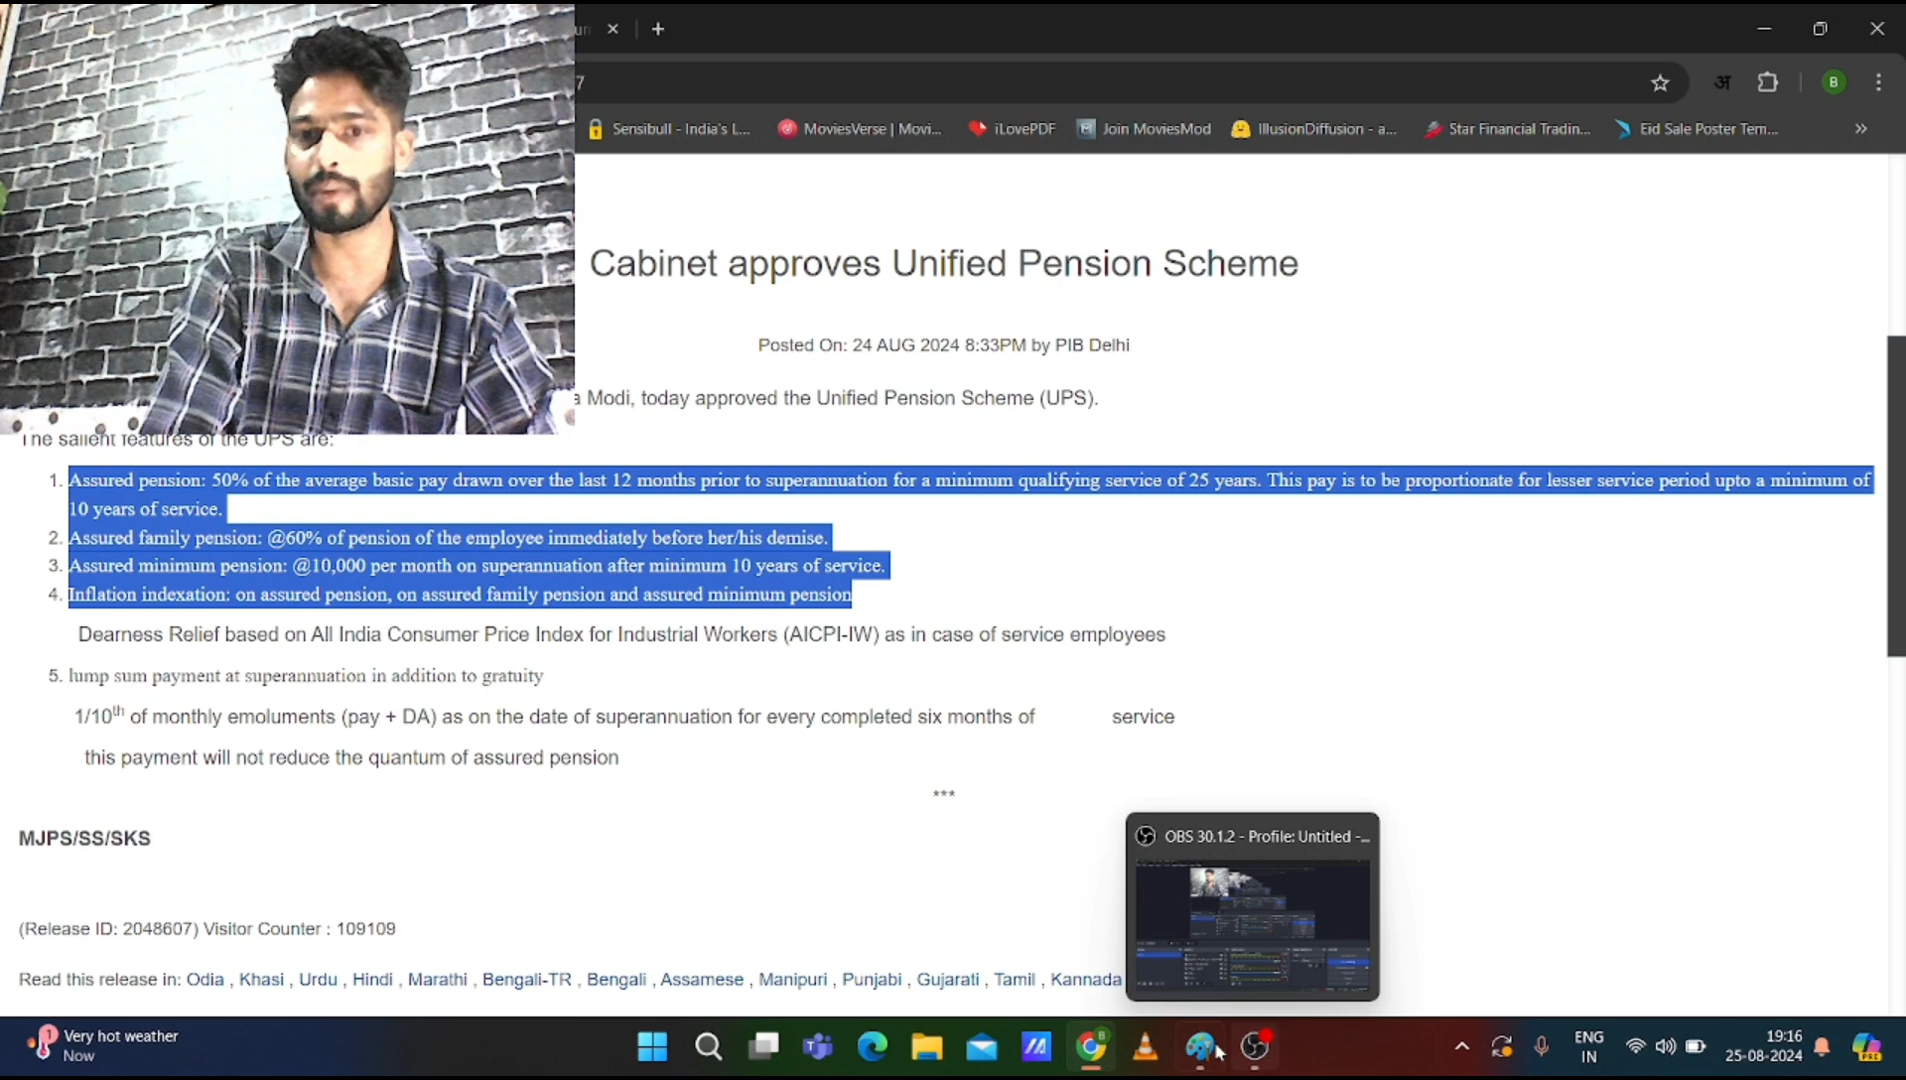 7
Sensibull - India's L...
MoviesVerse | Movi...
iLovePDF
Join MoviesMod
IllusionDiffusion - a...
Star Financial Tradin...
Eid Sale Poster Tem...
अ
B
Cabinet approves Unified Pension Scheme
Posted On: 24 AUG 2024 8:33PM by PIB Delhi
a Modi, today approved the Unified Pension Scheme (UPS).
The salient features of the UPS are:
1. Assured pension: 50% of the average basic pay drawn over the last 12 months prior to superannuation for a minimum qualifying service of 25 years. This pay is to be proportionate for lesser service period upto a minimum of
10 years of service.
2. Assured family pension: @60% of pension of the employee immediately before her/his demise.
3. Assured minimum pension: @10,000 per month on superannuation after minimum 10 years of service.
4. Inflation indexation: on assured pension, on assured family pension and assured minimum pension
Dearness Relief based on All India Consumer Price Index for Industrial Workers (AICPI-IW) as in case of service employees
5. lump sum payment at superannuation in addition to gratuity
1/10th of monthly emoluments (pay + DA) as on the date of superannuation for every completed six months of service
this payment will not reduce the quantum of assured pension
***
MJPS/SS/SKS
OBS 30.1.2 - Profile: Untitled -...
(Release ID: 2048607) Visitor Counter : 109109
Read this release in: Odia , Khasi , Urdu , Hindi , Marathi , Bengali-TR , Bengali , Assamese , Manipuri , Punjabi , Gujarati , Tamil , Kannada
1
Very hot weather
Now
ENG
IN
19:16
25-08-2024